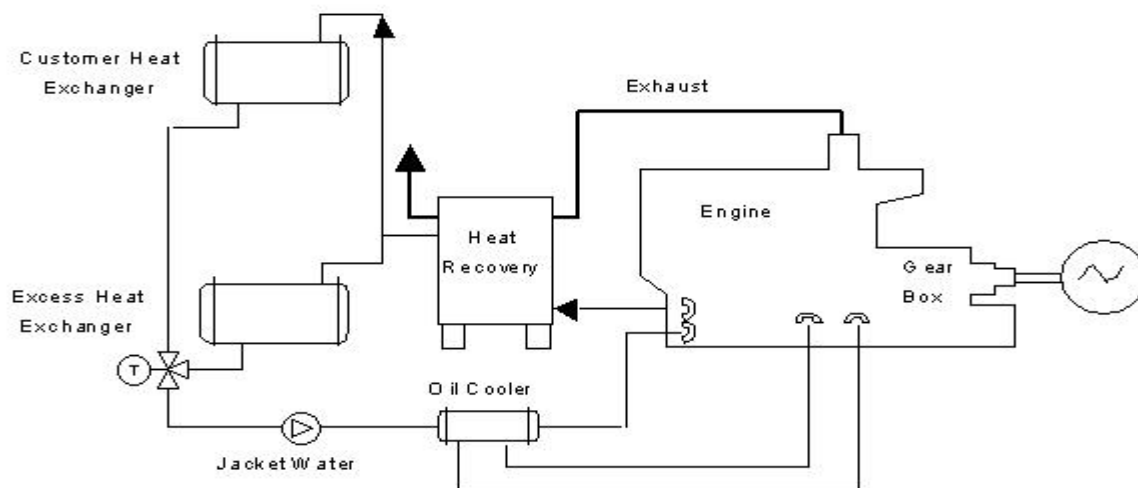 Customer Heat
Exchanger
Exhaust
Engine
Heat
Recovery
Gear
Box
Excess Heat
Exchanger
T
Oil Cooler
Jacket Water